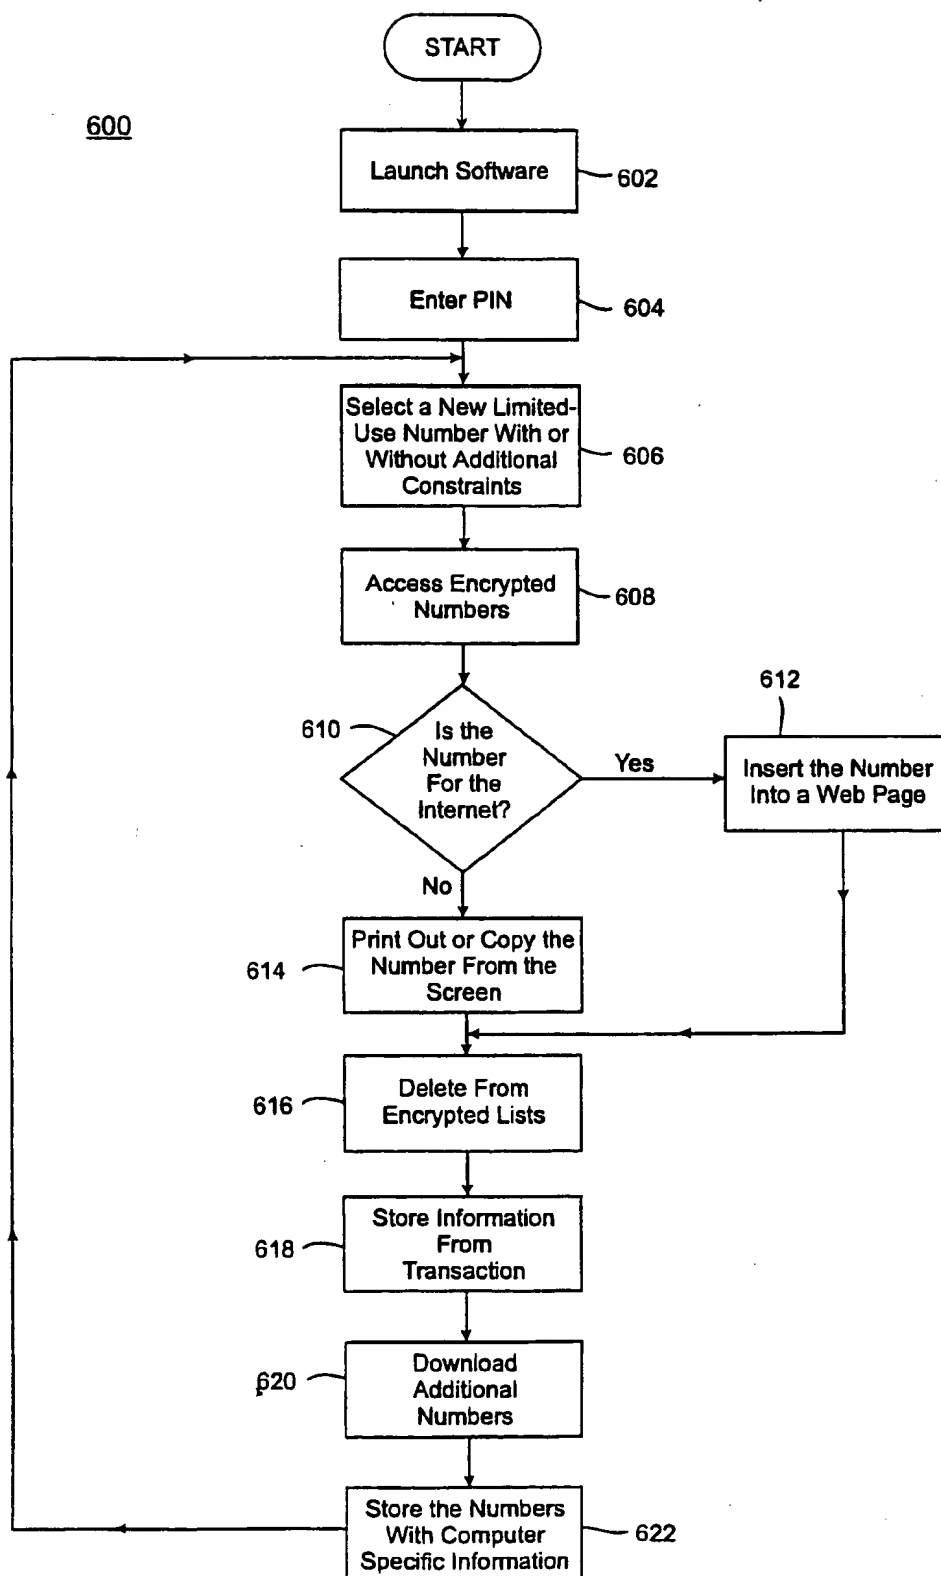 START
600
Launch Software
602
Enter PIN
604
Select a New Limited-
Use Number With or
Without Additional
Constraints
606
Access Encrypted
Numbers
608
610
Is the
Number
For the
Internet?
Yes
612
Insert the Number
Into a Web Page
No
614
Print Out or Copy the
Number From the
Screen
616
Delete From
Encrypted Lists
618
Store Information
From
Transaction
620
Download
Additional
Numbers
Store the Numbers
With Computer
Specific Information
622